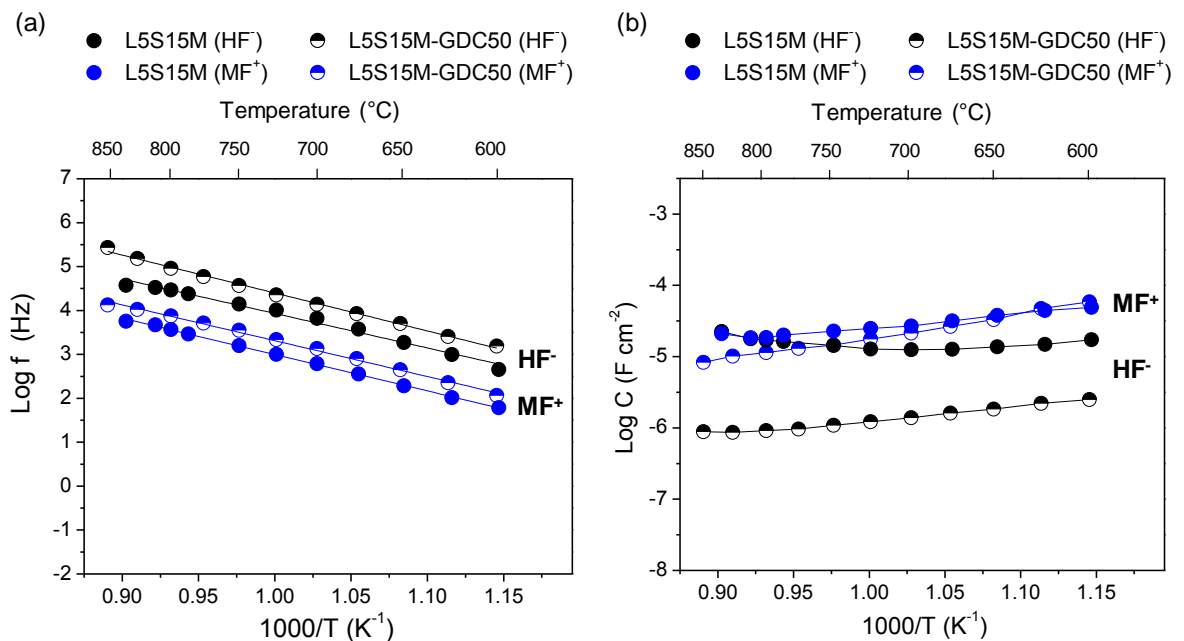 (a)
L5S15M (HF⁻) L5S15M-GDC50 (HF⁻)
L5S15M (MF⁺) L5S15M-GDC50 (MF⁺)
Temperature (°C)
850 800 750 700 650 600
7
6
5
4
3
2
1
0
-1
-2
Log f (Hz)
HF⁻
MF⁺
0.90 0.95 1.00 1.05 1.10 1.15
1000/T (K⁻¹)
(b)
L5S15M (HF⁻) L5S15M-GDC50 (HF⁻)
L5S15M (MF⁺) L5S15M-GDC50 (MF⁺)
Temperature (°C)
850 800 750 700 650 600
-3
-4
-5
-6
-7
-8
Log C (F cm⁻²)
MF⁺
HF⁻
0.90 0.95 1.00 1.05 1.10 1.15
1000/T (K⁻¹)